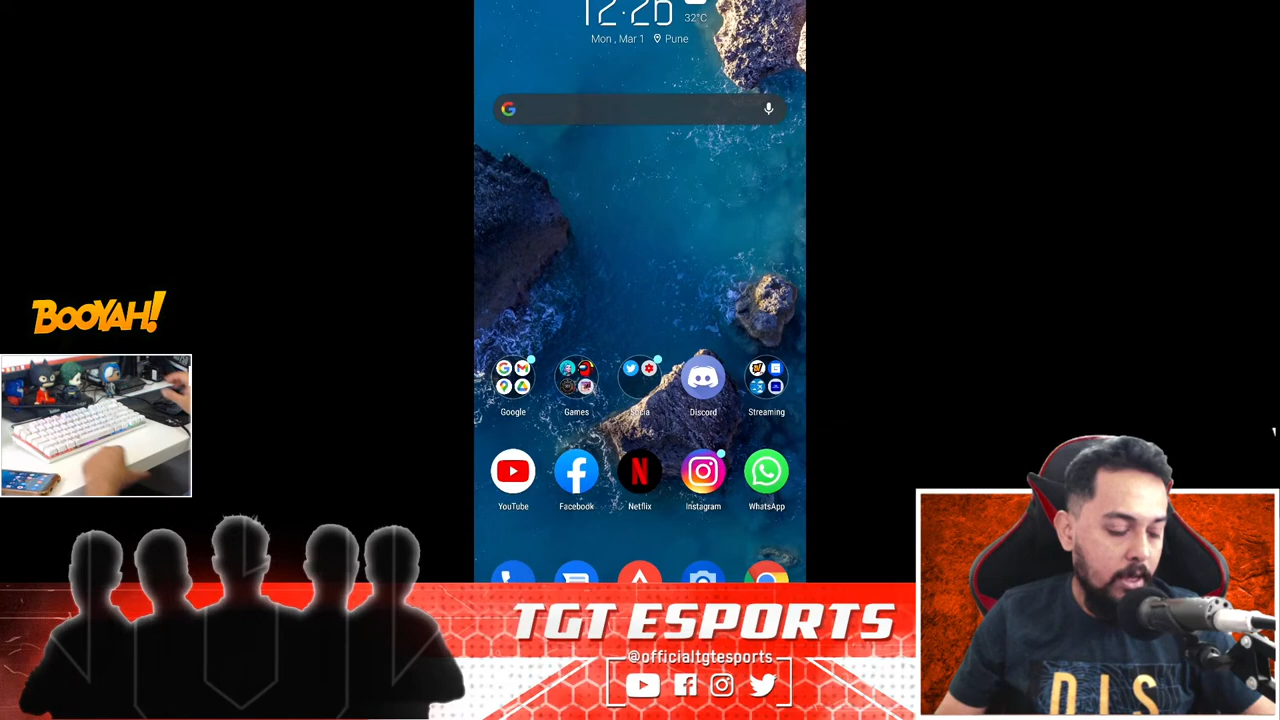 12:26
32°C
Mon , Mar 1 Pune
G
BOOYAH!
Google Games Discord Streaming
YouTube Facebook Netflix Instagram WhatsApp
TGT ESPORTS
@officialtgtesports
DIS